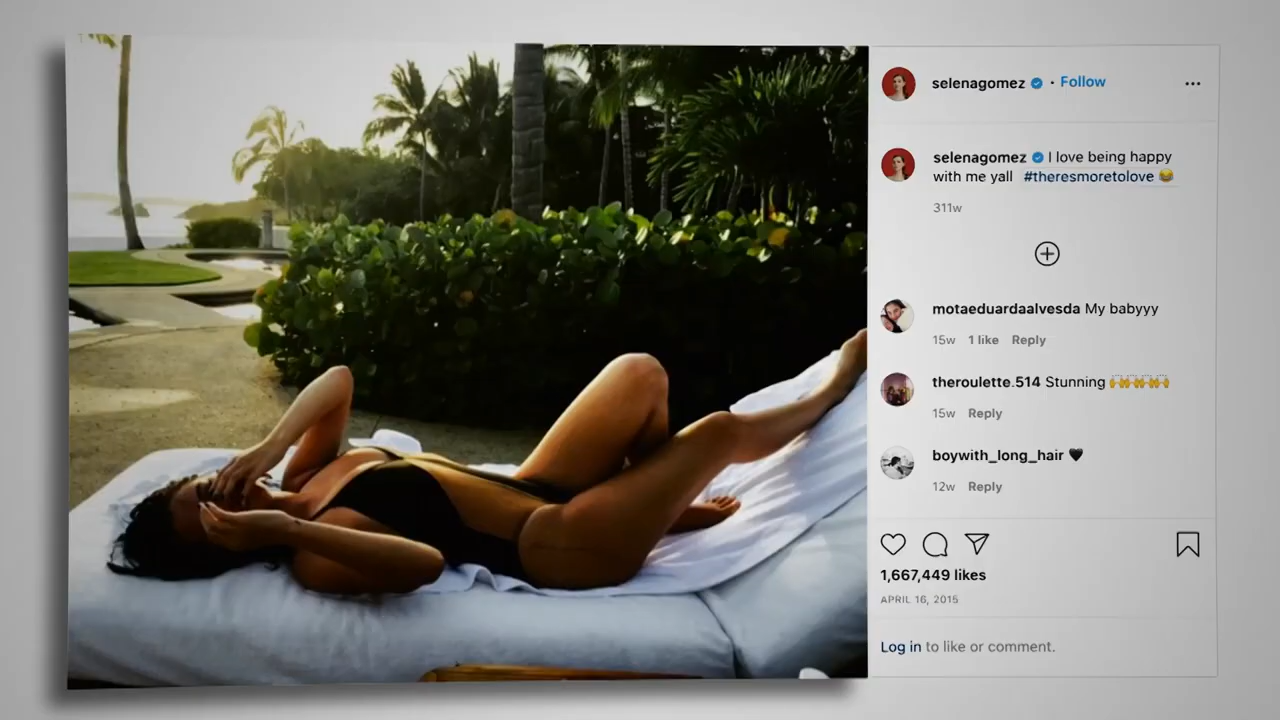 selenagomez • Follow
selenagomez I love being happy
with me yall #theresmoretolove 😂
311w
motaeduardaalvesda My babyyy
15w 1 like Reply
theroulette.514 Stunning 🙌🙌🙌🙌
15w Reply
boywith_long_hair 🖤
12w Reply
1,667,449 likes
APRIL 16, 2015
Log in to like or comment.